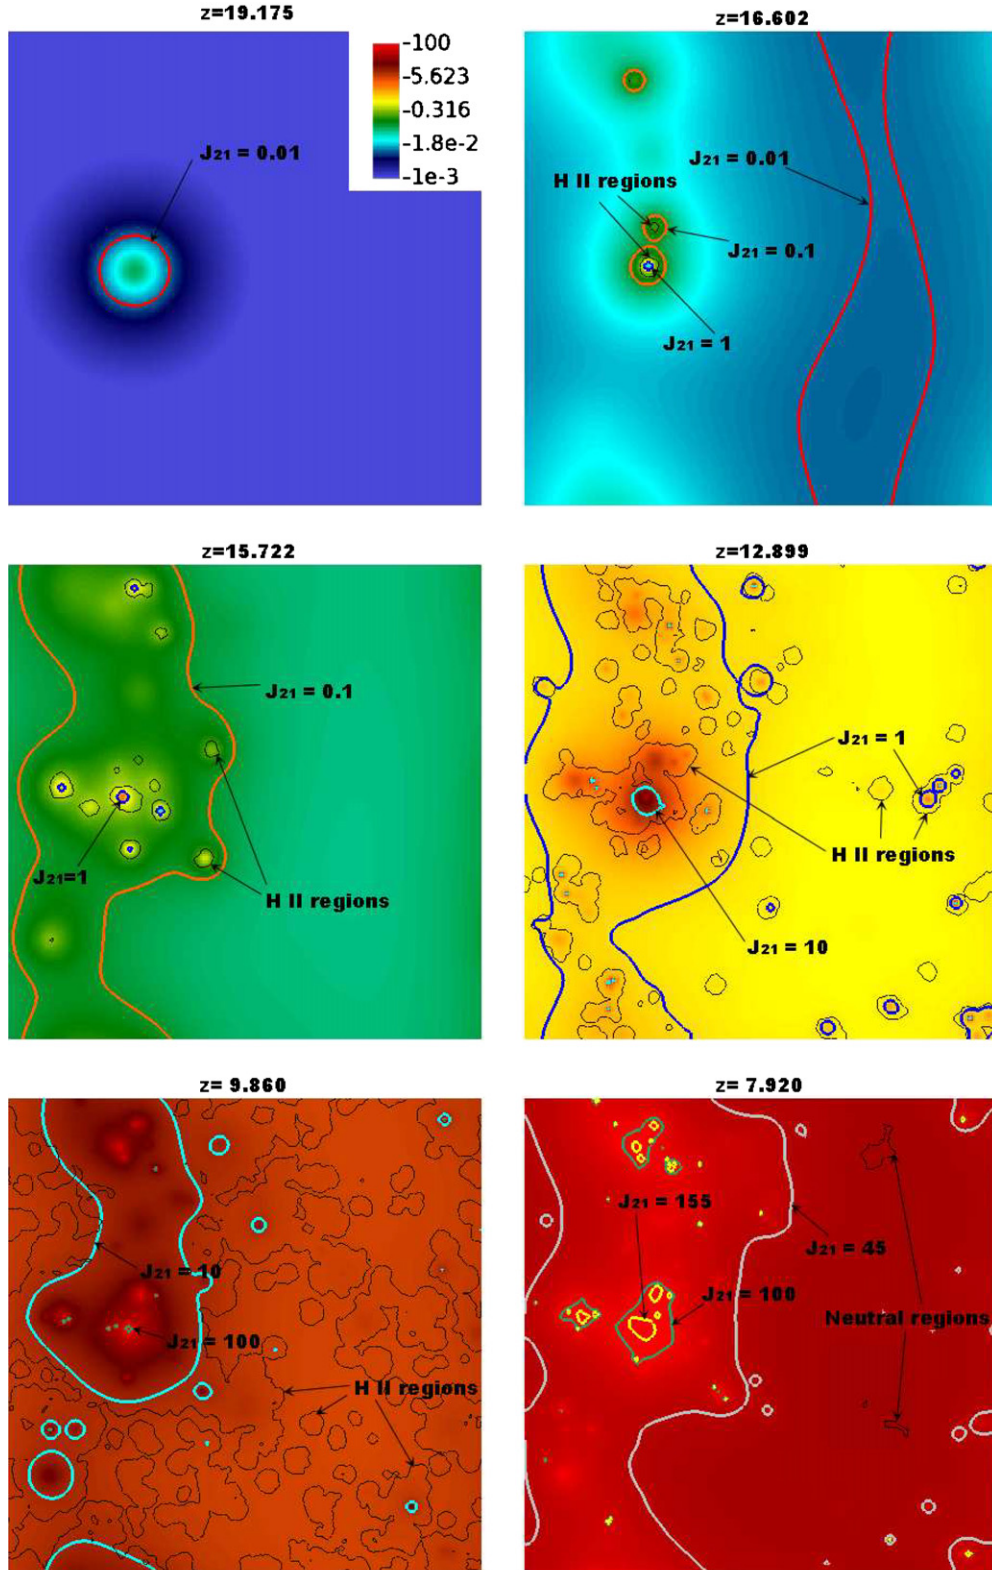 z=19.175
-100
-5.623
-0.316
-1.8e-2
-1e-3
J21 = 0.01
z=16.602
J21 = 0.01
H II regions
J21 = 0.1
J21 = 1
z=15.722
J21 = 0.1
J21=1
H II regions
z=12.899
J21 = 1
H II regions
J21 = 10
z= 9.860
J21 = 10
J21 = 100
H II regions
z= 7.920
J21 = 155
J21 = 45
J21 = 100
Neutral regions